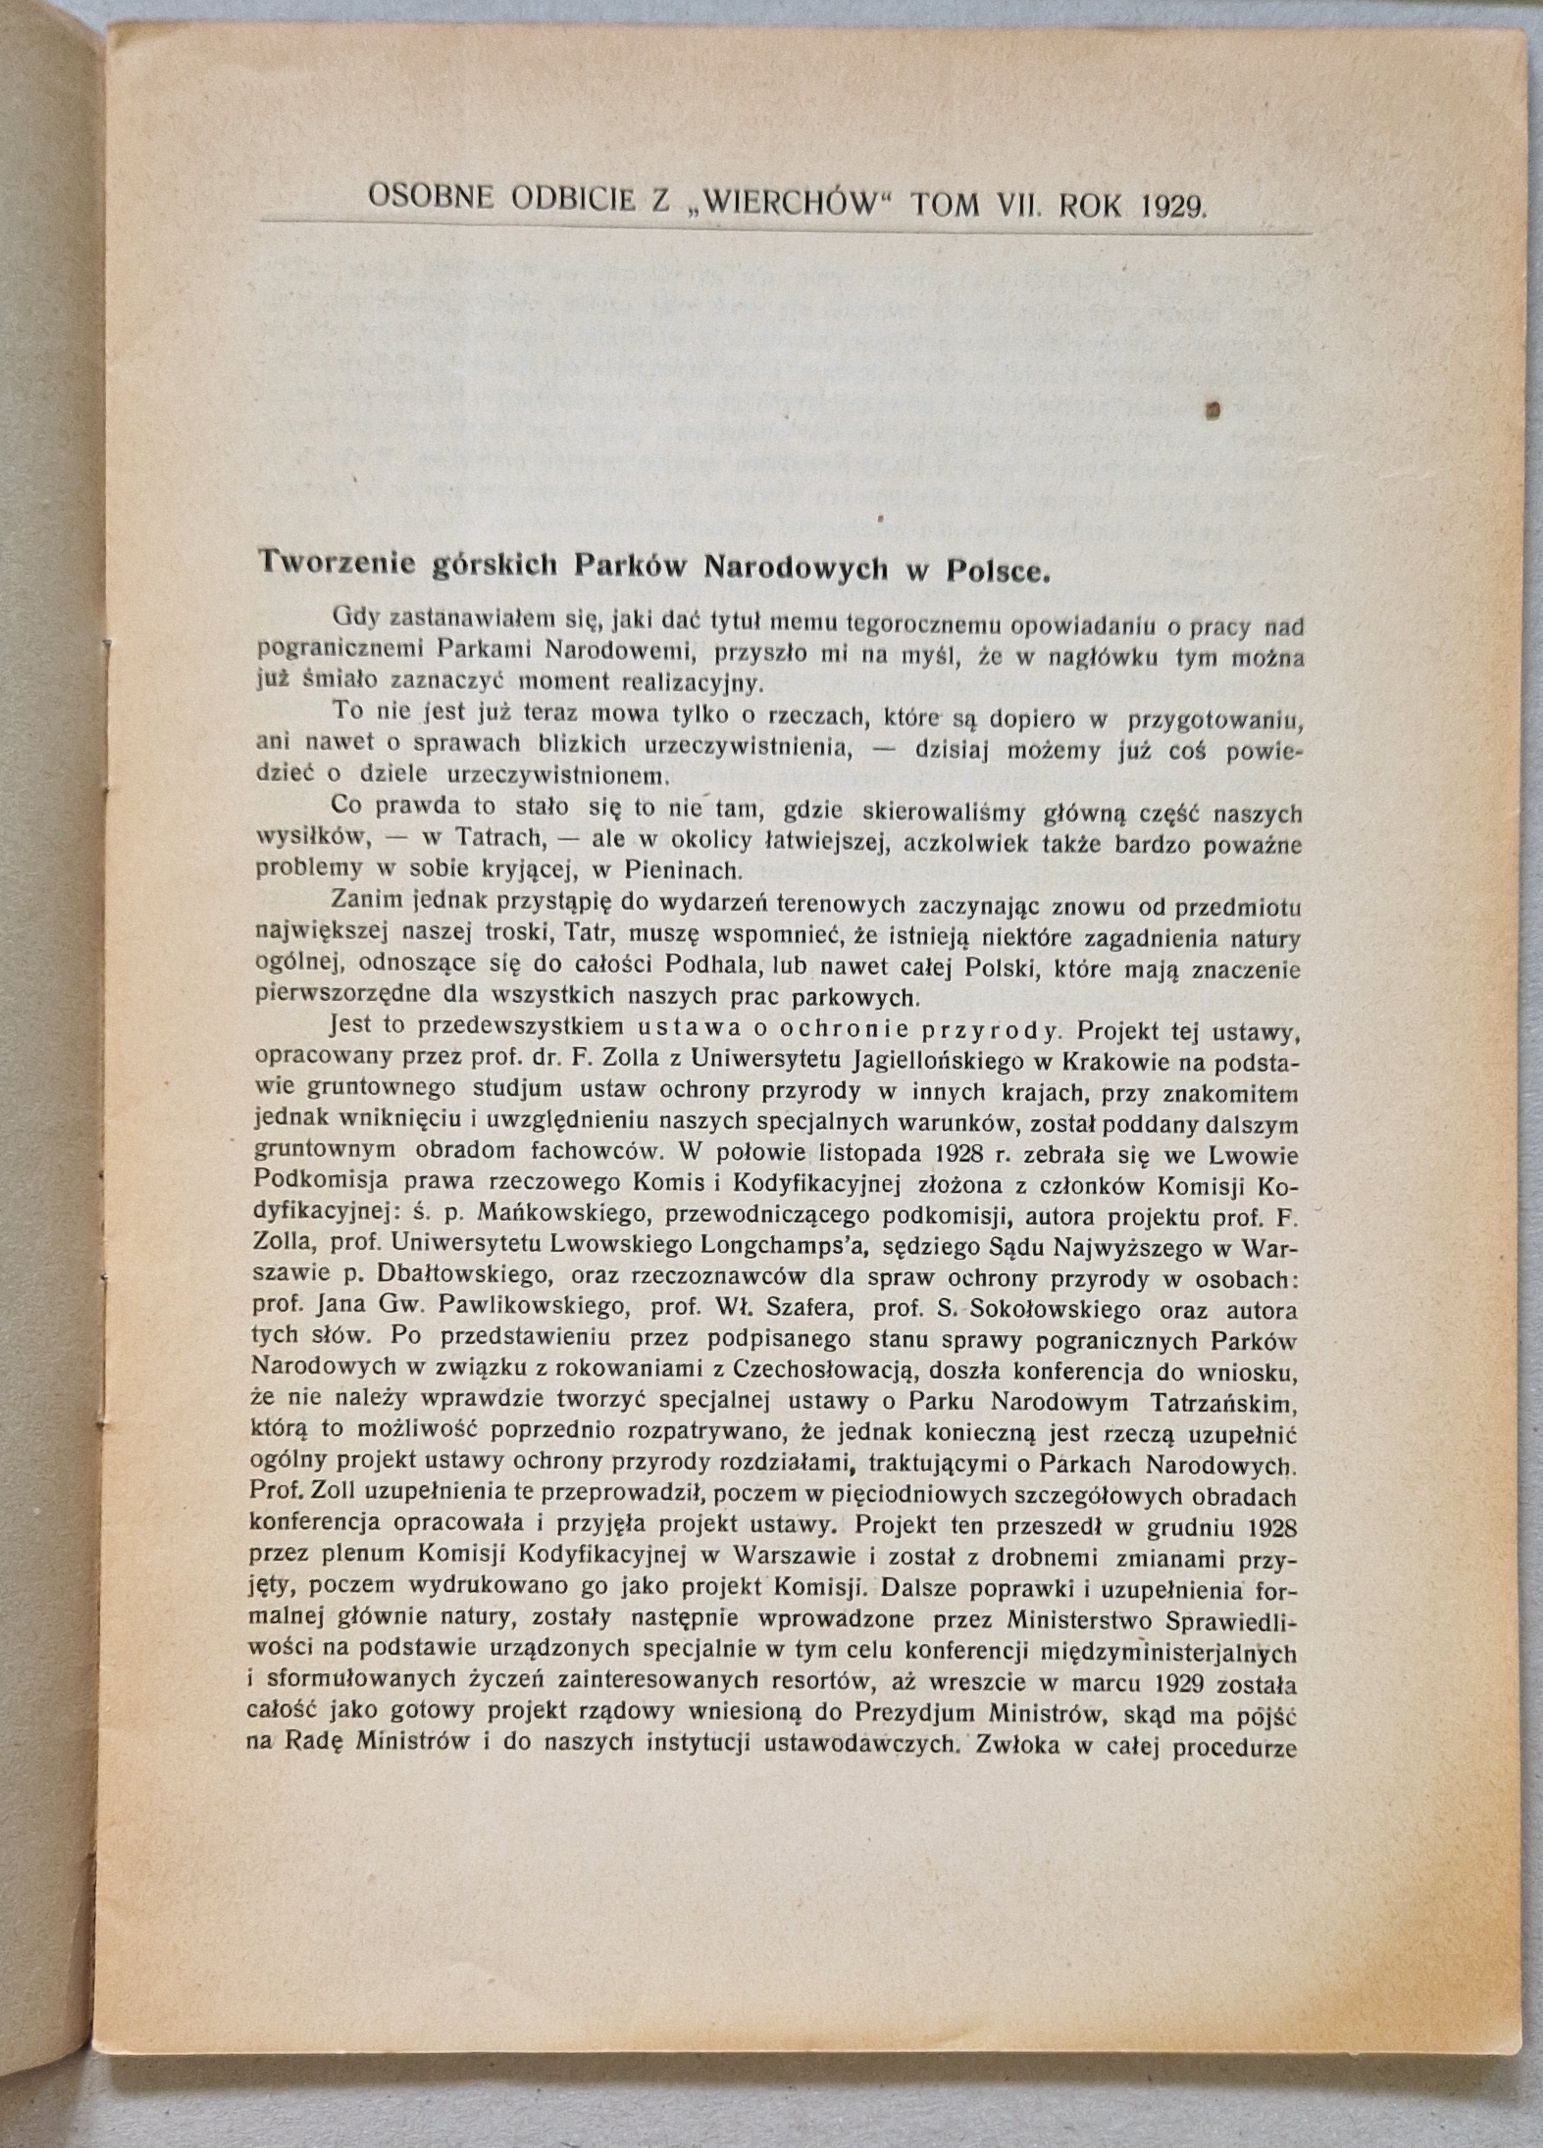 OSOBNE ODBICIE Z „WIERCHÓW“ TOM VII. ROK 1929.
Tworzenie górskich Parków Narodowych w Polsce.
Gdy zastanawiałem się, jaki dać tytuł memu tegorocznemu opowiadaniu o pracy nad
pogranicznemi Parkami Narodowemi, przyszło mi na myśl, że w nagłówku tym można
już śmiało zaznaczyć moment realizacyjny.
To nie jest już teraz mowa tylko o rzeczach, które są dopiero w przygotowaniu,
ani nawet o sprawach blizkich urzeczywistnienia, — dzisiaj możemy już coś powie-
dzieć o dziele urzeczywistnionem.
Co prawda to stało się to nie tam, gdzie skierowaliśmy główną część naszych
wysiłków, — w Tatrach, — ale w okolicy łatwiejszej, aczkolwiek także bardzo poważne
problemy w sobie kryjącej, w Pieninach.
Zanim jednak przystąpię do wydarzeń terenowych zaczynając znowu od przedmiotu
największej naszej troski, Tatr, muszę wspomnieć, że istnieją niektóre zagadnienia natury
ogólnej, odnoszące się do całości Podhala, lub nawet całej Polski, które mają znaczenie
pierwszorzędne dla wszystkich naszych prac parkowych.
Jest to przedewszystkiem ustawa o ochronie przyrody. Projekt tej ustawy,
opracowany przez prof. dr. F. Zolla z Uniwersytetu Jagiellońskiego w Krakowie na podsta-
wie gruntownego studjum ustaw ochrony przyrody w innych krajach, przy znakomitem
jednak wniknięciu i uwzględnieniu naszych specjalnych warunków, został poddany dalszym
gruntownym obradom fachowców. W połowie listopada 1928 r. zebrała się we Lwowie
Podkomisja prawa rzeczowego Komis i Kodyfikacyjnej złożona z członków Komisji Ko-
dyfikacyjnej: ś. p. Mańkowskiego, przewodniczącego podkomisji, autora projektu prof. F.
Zolla, prof. Uniwersytetu Lwowskiego Longchamps’a, sędziego Sądu Najwyższego w War-
szawie p. Dbałtowskiego, oraz rzeczoznawców dla spraw ochrony przyrody w osobach:
prof. Jana Gw. Pawlikowskiego, prof. Wł. Szafera, prof. S. Sokołowskiego oraz autora
tych słów. Po przedstawieniu przez podpisanego stanu sprawy pogranicznych Parków
Narodowych w związku z rokowaniami z Czechosłowacją, doszła konferencja do wniosku,
że nie należy wprawdzie tworzyć specjalnej ustawy o Parku Narodowym Tatrzańskim,
którą to możliwość poprzednio rozpatrywano, że jednak konieczną jest rzeczą uzupełnić
ogólny projekt ustawy ochrony przyrody rozdziałami, traktującymi o Parkach Narodowych.
Prof. Zoll uzupełnienia te przeprowadził, poczem w pięciodniowych szczegółowych obradach
konferencja opracowała i przyjęła projekt ustawy. Projekt ten przeszedł w grudniu 1928
przez plenum Komisji Kodyfikacyjnej w Warszawie i został z drobnemi zmianami przy-
jęty, poczem wydrukowano go jako projekt Komisji. Dalsze poprawki i uzupełnienia for-
malnej głównie natury, zostały następnie wprowadzone przez Ministerstwo Sprawiedli-
wości na podstawie urządzonych specjalnie w tym celu konferencji międzyministerjalnych
i sformułowanych życzeń zainteresowanych resortów, aż wreszcie w marcu 1929 została
całość jako gotowy projekt rządowy wniesioną do Prezydjum Ministrów, skąd ma pójść
na Radę Ministrów i do naszych instytucji ustawodawczych. Zwłoka w całej procedurze